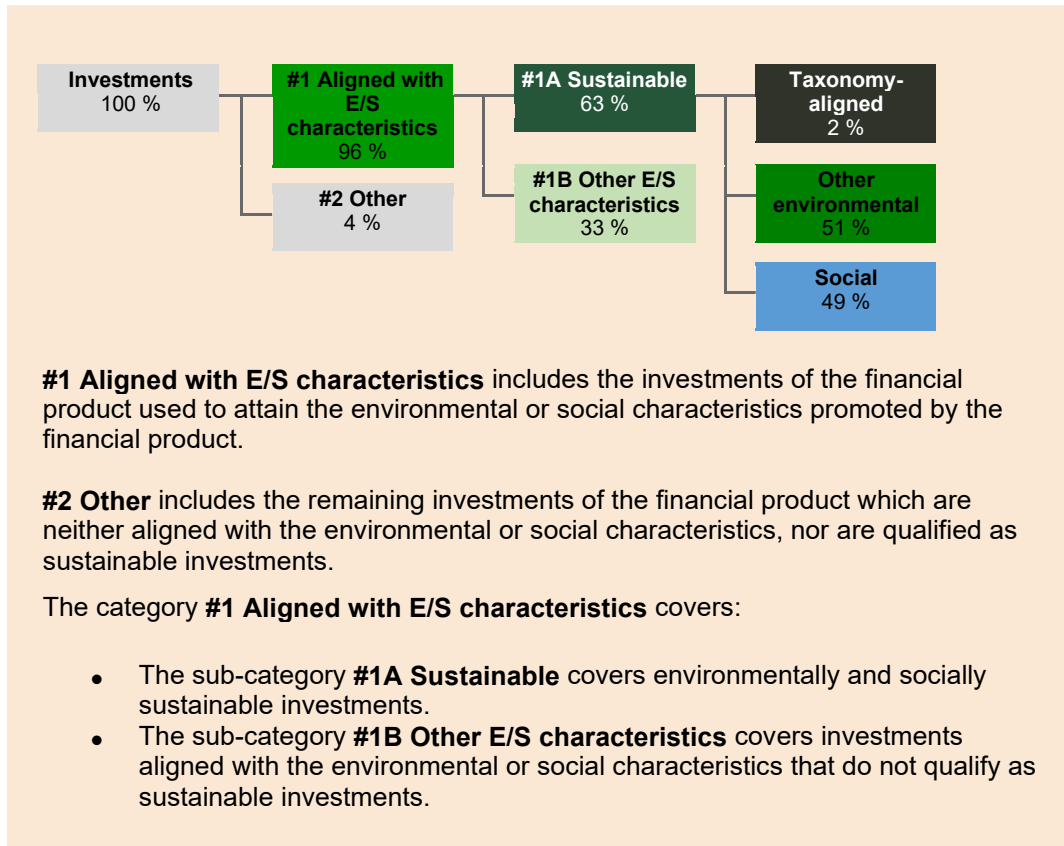 Investments
100 %
#1 Aligned with
E/S
characteristics
96 %
#2 Other
4 %
#1A Sustainable
63 %
#1B Other E/S
characteristics
33 %
Taxonomy-
aligned
2 %
Other
environmental
51 %
Social
49 %
#1 Aligned with E/S characteristics includes the investments of the financial
product used to attain the environmental or social characteristics promoted by the
financial product.
#2 Other includes the remaining investments of the financial product which are
neither aligned with the environmental or social characteristics, nor are qualified as
sustainable investments.
The category #1 Aligned with E/S characteristics covers:
● The sub-category #1A Sustainable covers environmentally and socially
sustainable investments.
● The sub-category #1B Other E/S characteristics covers investments
aligned with the environmental or social characteristics that do not qualify as
sustainable investments.